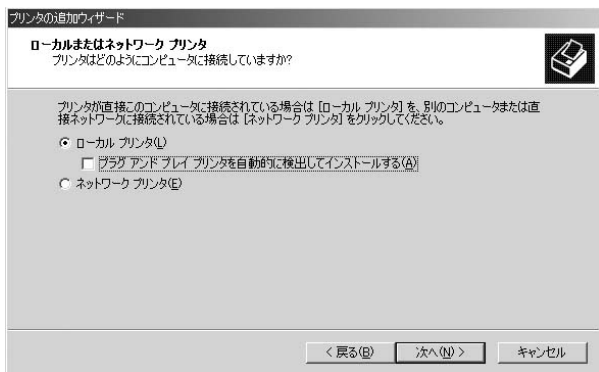 プリンタの追加ウィザード
ローカルまたはネットワーク プリンタ
プリンタはどのようにコンピュータに接続していますか?
プリンタが直接このコンピュータに接続されている場合は [ローカル プリンタ] を、別のコンピュータまたは直
接ネットワークに接続されている場合は [ネットワーク プリンタ] をクリックしてください。
ローカル プリンタ(L)
プラグ アンド プレイ プリンタを自動的に検出してインストールする(A)
ネットワーク プリンタ(E)
< 戻る(B)
次へ(N) >
キャンセル